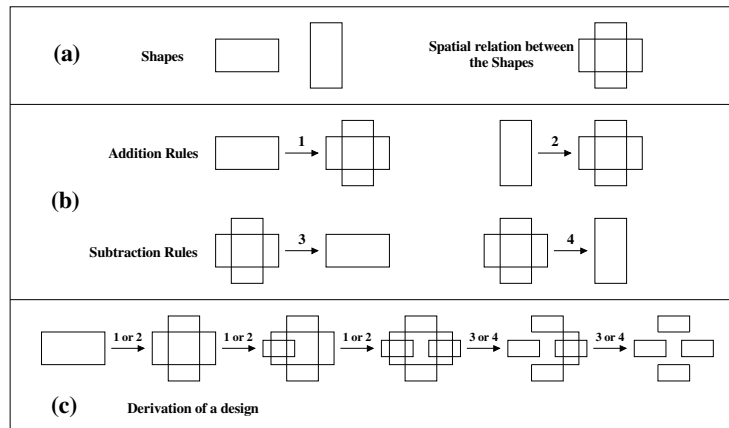 (a)
Shapes
Spatial relation between
the Shapes
Addition Rules
1
2
(b)
Subtraction Rules
3
4
1 or 2
1 or 2
1 or 2
3 or 4
3 or 4
(c)
Derivation of a design